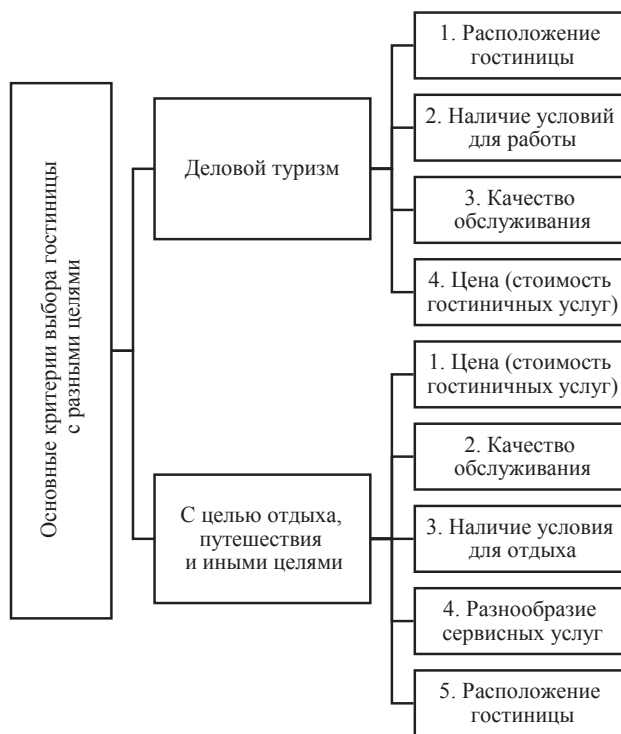 Основные критерии выбора гостиницы
с разными целями
Деловой туризм
1. Расположение
гостиницы
2. Наличие условий
для работы
3. Качество
обслуживания
4. Цена (стоимость
гостиничных услуг)
С целью отдыха,
путешествия
и иными целями
1. Цена (стоимость
гостиничных услуг)
2. Качество
обслуживания
3. Наличие условия
для отдыха
4. Разнообразие
сервисных услуг
5. Расположение
гостиницы